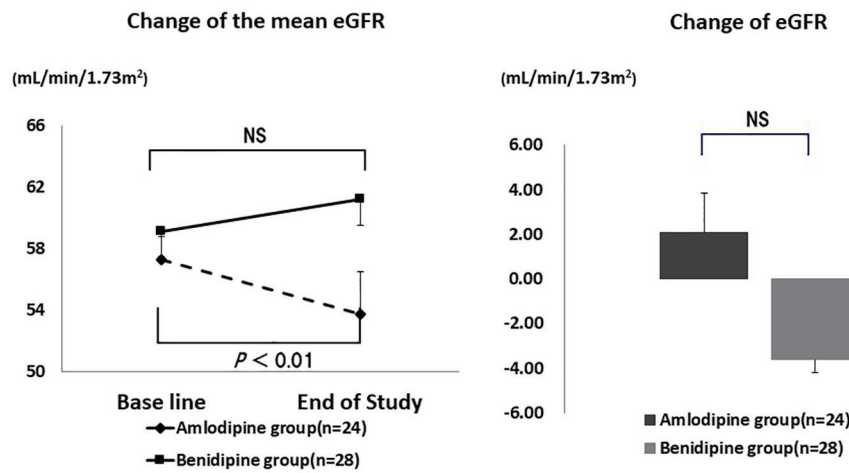 Change of the mean eGFR
(mL/min/1.73m²)
66
62
58
54
50
NS
P < 0.01
Base line
End of Study
Amlodipine group(n=24)
Benidipine group(n=28)
Change of eGFR
(mL/min/1.73m²)
6.00
4.00
2.00
0.00
-2.00
-4.00
-6.00
NS
Amlodipine group(n=24)
Benidipine group(n=28)